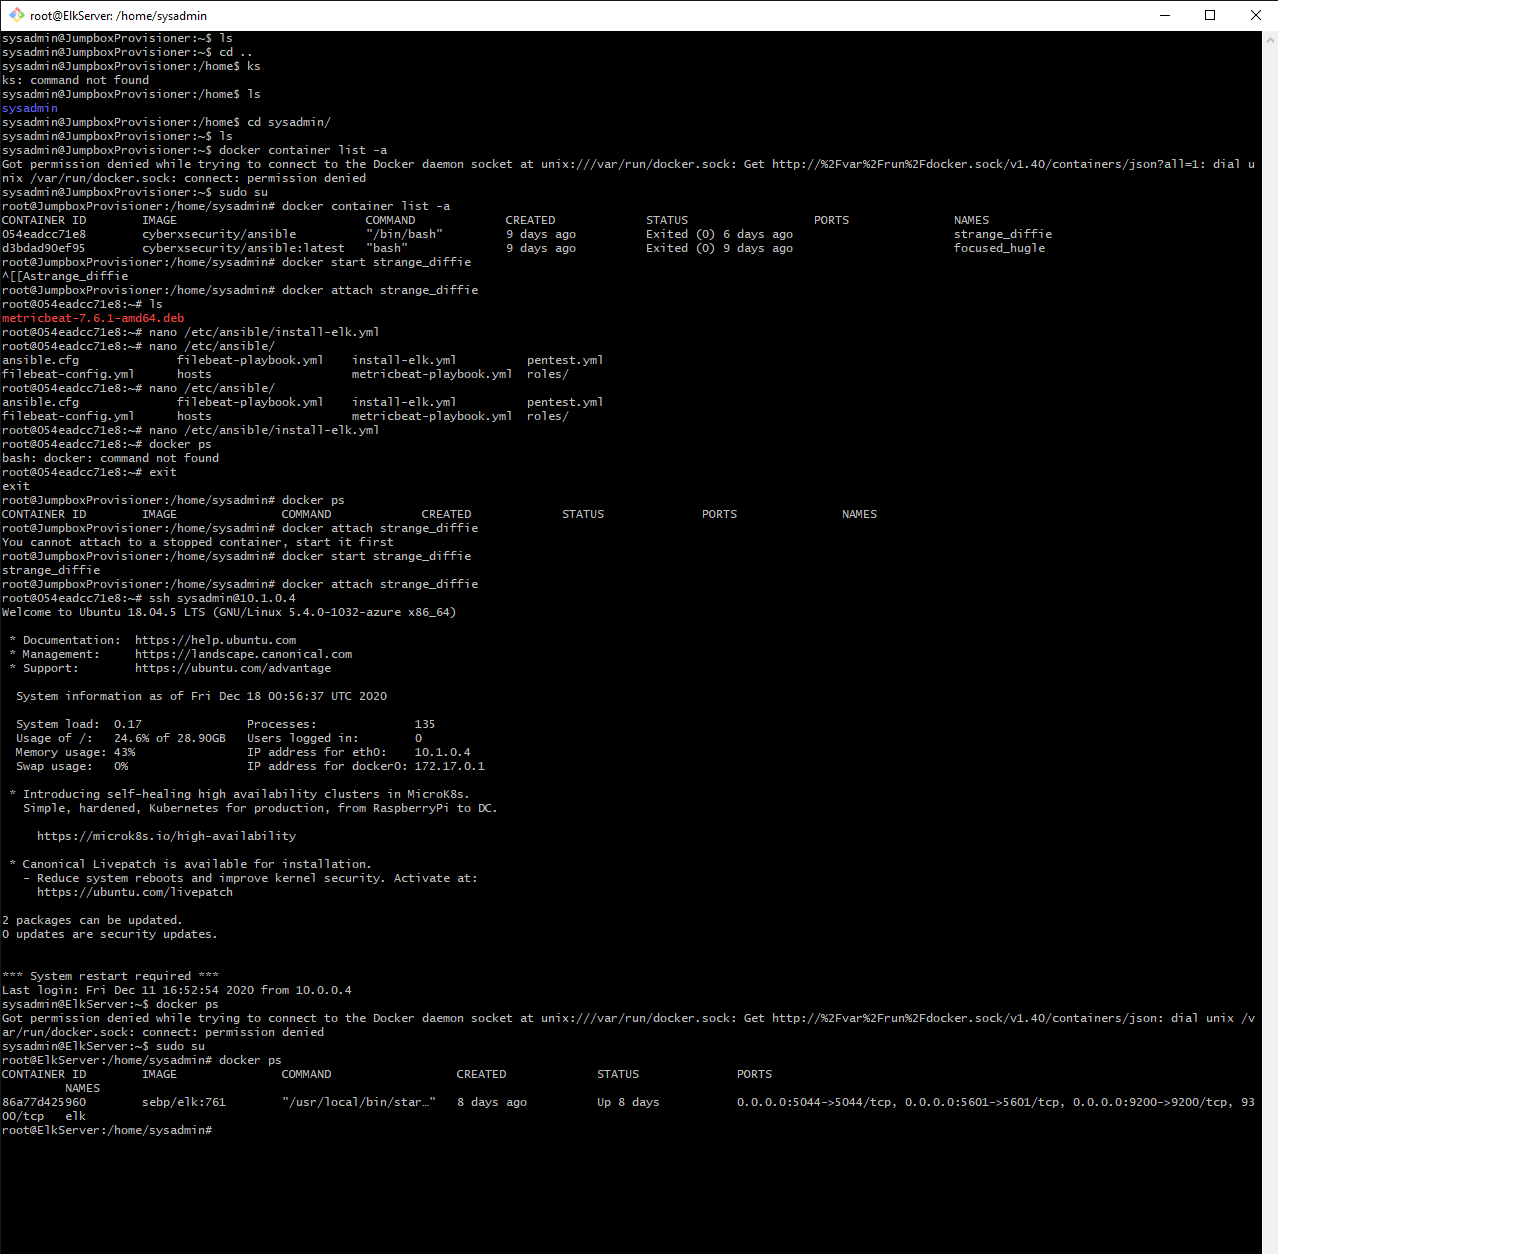 root@ElkServer: /home/sysadmin
sysadmin@JumpboxProvisioner:~$ ls
sysadmin@JumpboxProvisioner:~$ cd ..
sysadmin@JumpboxProvisioner:/home$ ks
ks: command not found
sysadmin@JumpboxProvisioner:/home$ ls
sysadmin
sysadmin@JumpboxProvisioner:/home$ cd sysadmin/
sysadmin@JumpboxProvisioner:~$ ls
sysadmin@JumpboxProvisioner:~$ docker container list -a
Got permission denied while trying to connect to the Docker daemon socket at unix:///var/run/docker.sock: Get http://%2Fvar%2Frun%2Fdocker.sock/v1.40/containers/json?all=1: dial u
nix /var/run/docker.sock: connect: permission denied
sysadmin@JumpboxProvisioner:~$ sudo su
root@JumpboxProvisioner:/home/sysadmin# docker container list -a
CONTAINER ID        IMAGE                           COMMAND             CREATED             STATUS                  PORTS               NAMES
054eadcc71e8        cyberxsecurity/ansible          "/bin/bash"         9 days ago          Exited (0) 6 days ago                       strange_diffie
d3bdad90ef95        cyberxsecurity/ansible:latest   "bash"              9 days ago          Exited (0) 9 days ago                       focused_hugle
root@JumpboxProvisioner:/home/sysadmin# docker start strange_diffie
^[[Astrange_diffie
root@JumpboxProvisioner:/home/sysadmin# docker attach strange_diffie
root@054eadcc71e8:~# ls
metricbeat-7.6.1-amd64.deb
root@054eadcc71e8:~# nano /etc/ansible/install-elk.yml
root@054eadcc71e8:~# nano /etc/ansible/
ansible.cfg              filebeat-playbook.yml    install-elk.yml          pentest.yml
filebeat-config.yml      hosts                    metricbeat-playbook.yml  roles/
root@054eadcc71e8:~# nano /etc/ansible/
ansible.cfg              filebeat-playbook.yml    install-elk.yml          pentest.yml
filebeat-config.yml      hosts                    metricbeat-playbook.yml  roles/
root@054eadcc71e8:~# nano /etc/ansible/install-elk.yml
root@054eadcc71e8:~# docker ps
bash: docker: command not found
root@054eadcc71e8:~# exit
exit
root@JumpboxProvisioner:/home/sysadmin# docker ps
CONTAINER ID        IMAGE               COMMAND             CREATED             STATUS              PORTS               NAMES
root@JumpboxProvisioner:/home/sysadmin# docker attach strange_diffie
You cannot attach to a stopped container, start it first
root@JumpboxProvisioner:/home/sysadmin# docker start strange_diffie
strange_diffie
root@JumpboxProvisioner:/home/sysadmin# docker attach strange_diffie
root@054eadcc71e8:~# ssh sysadmin@10.1.0.4
Welcome to Ubuntu 18.04.5 LTS (GNU/Linux 5.4.0-1032-azure x86_64)
* Documentation:  https://help.ubuntu.com
* Management:     https://landscape.canonical.com
* Support:        https://ubuntu.com/advantage
System information as of Fri Dec 18 00:56:37 UTC 2020
System load:  0.17               Processes:              135
Usage of /:   24.6% of 28.90GB   Users logged in:        0
Memory usage: 43%                IP address for eth0:    10.1.0.4
Swap usage:   0%                 IP address for docker0: 172.17.0.1
* Introducing self-healing high availability clusters in MicroK8s.
Simple, hardened, Kubernetes for production, from RaspberryPi to DC.
https://microk8s.io/high-availability
* Canonical Livepatch is available for installation.
- Reduce system reboots and improve kernel security. Activate at:
https://ubuntu.com/livepatch
2 packages can be updated.
0 updates are security updates.
*** System restart required ***
Last login: Fri Dec 11 16:52:54 2020 from 10.0.0.4
sysadmin@ElkServer:~$ docker ps
Got permission denied while trying to connect to the Docker daemon socket at unix:///var/run/docker.sock: Get http://%2Fvar%2Frun%2Fdocker.sock/v1.40/containers/json: dial unix /v
ar/run/docker.sock: connect: permission denied
sysadmin@ElkServer:~$ sudo su
root@ElkServer:/home/sysadmin# docker ps
CONTAINER ID        IMAGE               COMMAND                  CREATED             STATUS              PORTS
NAMES
86a77d425960        sebp/elk:761        "/usr/local/bin/star…"   8 days ago          Up 8 days           0.0.0.0:5044->5044/tcp, 0.0.0.0:5601->5601/tcp, 0.0.0.0:9200->9200/tcp, 93
00/tcp   elk
root@ElkServer:/home/sysadmin#